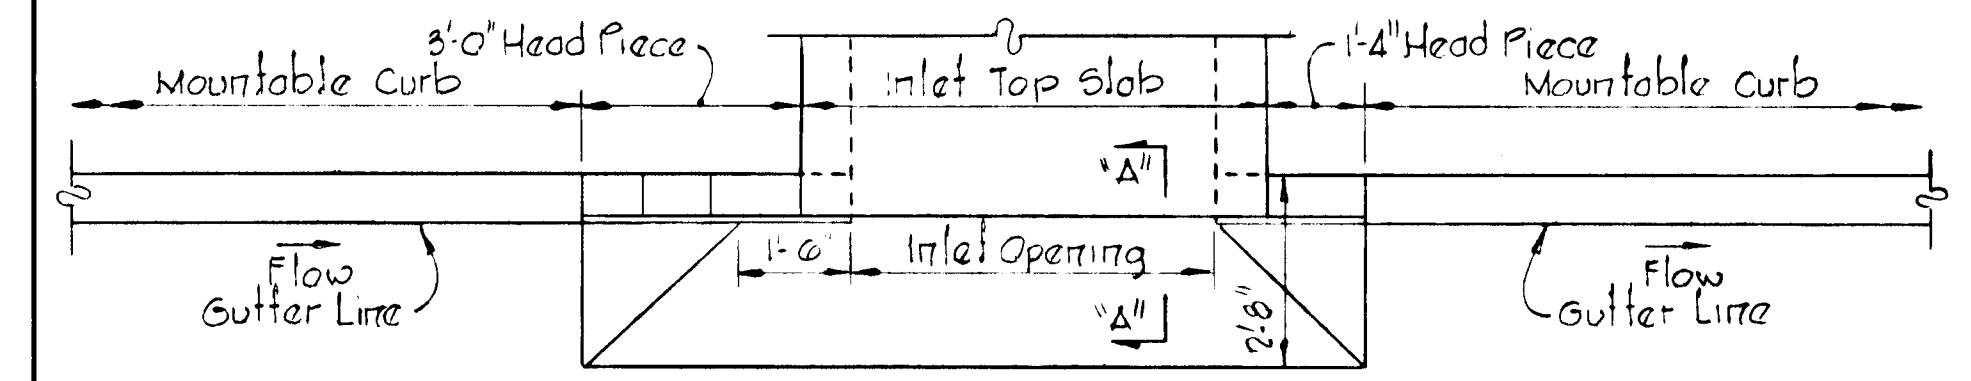 3'-0" Head Piece
1'-4" Head Piece
Mountable Curb
Inlet Top Slab
Mountable Curb
"A"
1'-6"
Inlet Opening
Flow
Flow
Gutter Line
"A"
2'-8"
Gutter Line